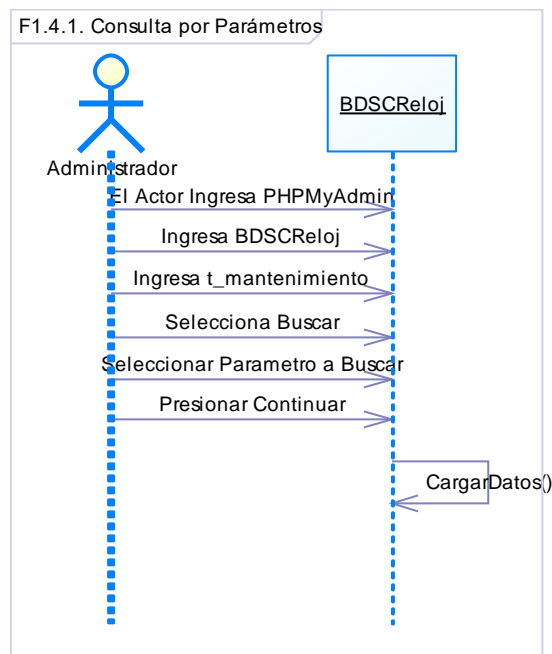 F1.4.1. Consulta por Parámetros
BDSCReloj
Administrador
El Actor Ingresa PHPMyAdmin
Ingresa BDSCReloj
Ingresa t_mantenimiento
Selecciona Buscar
Seleccionar Parametro a Buscar
Presionar Continuar
CargarDatos()